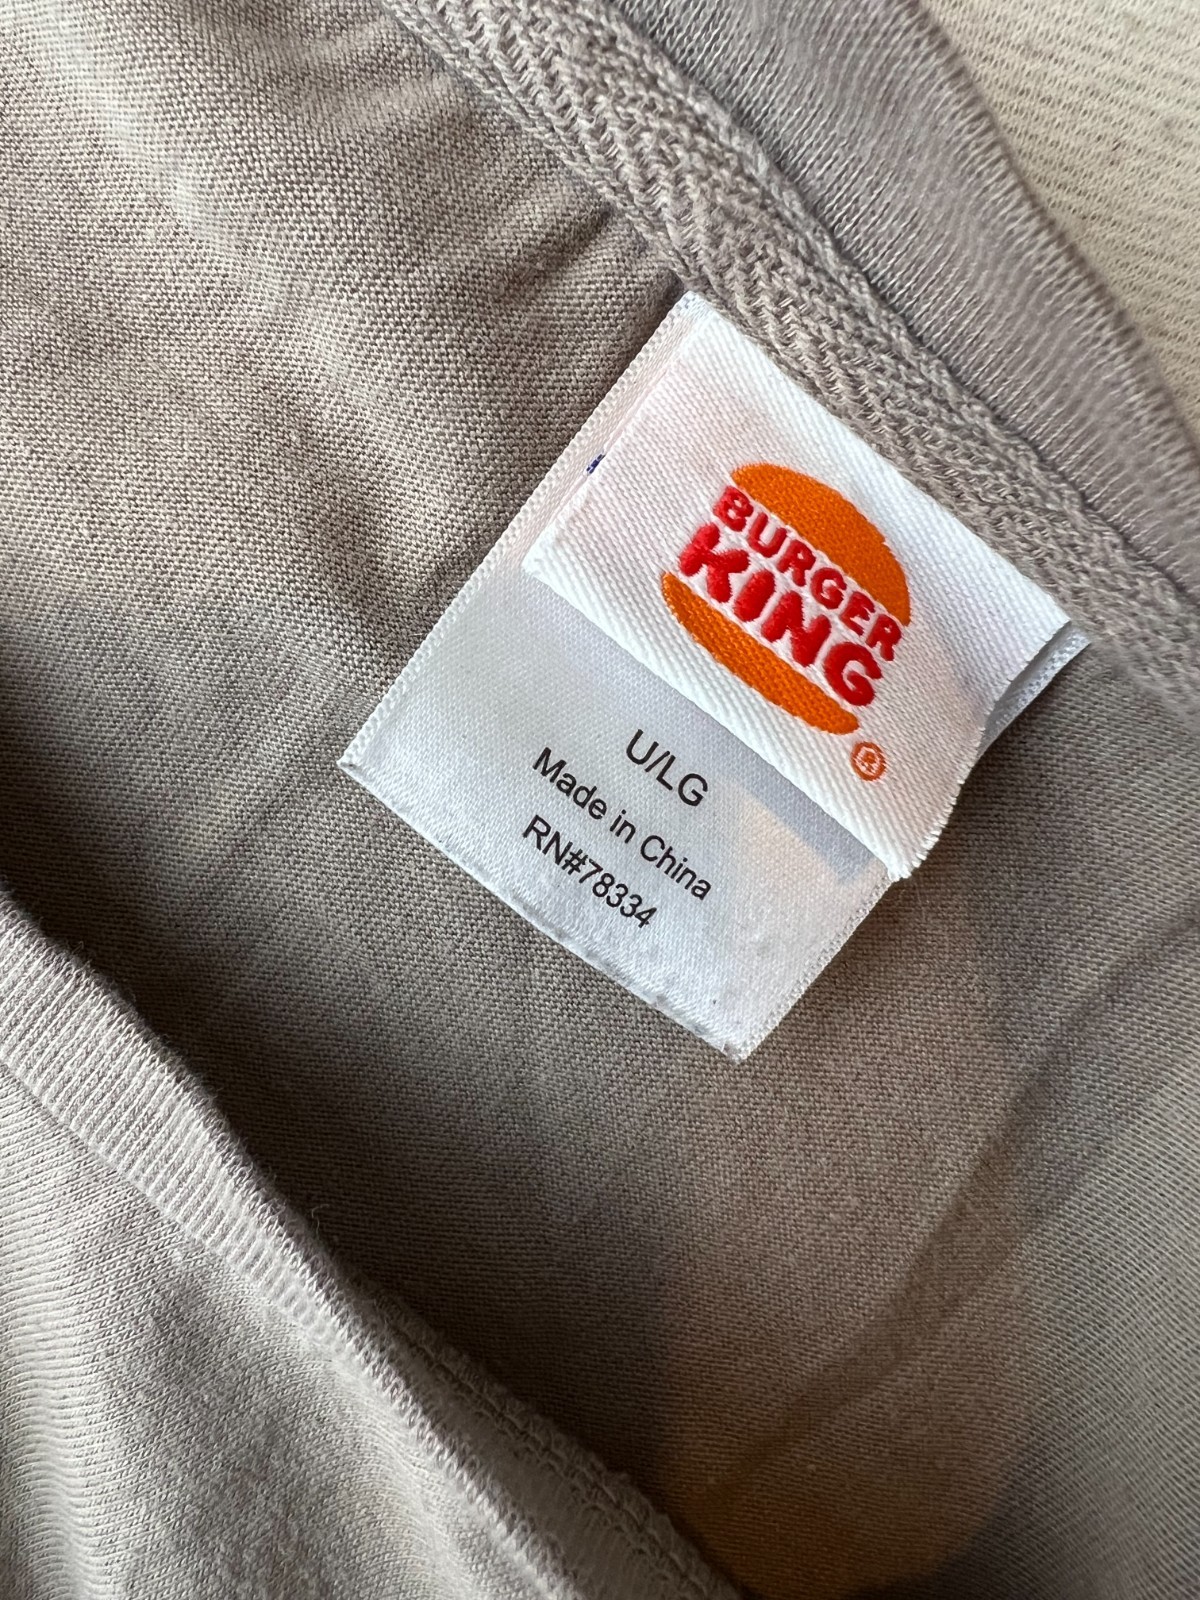 BURGER
KING
®
U/LG
Made in China
RN#78334